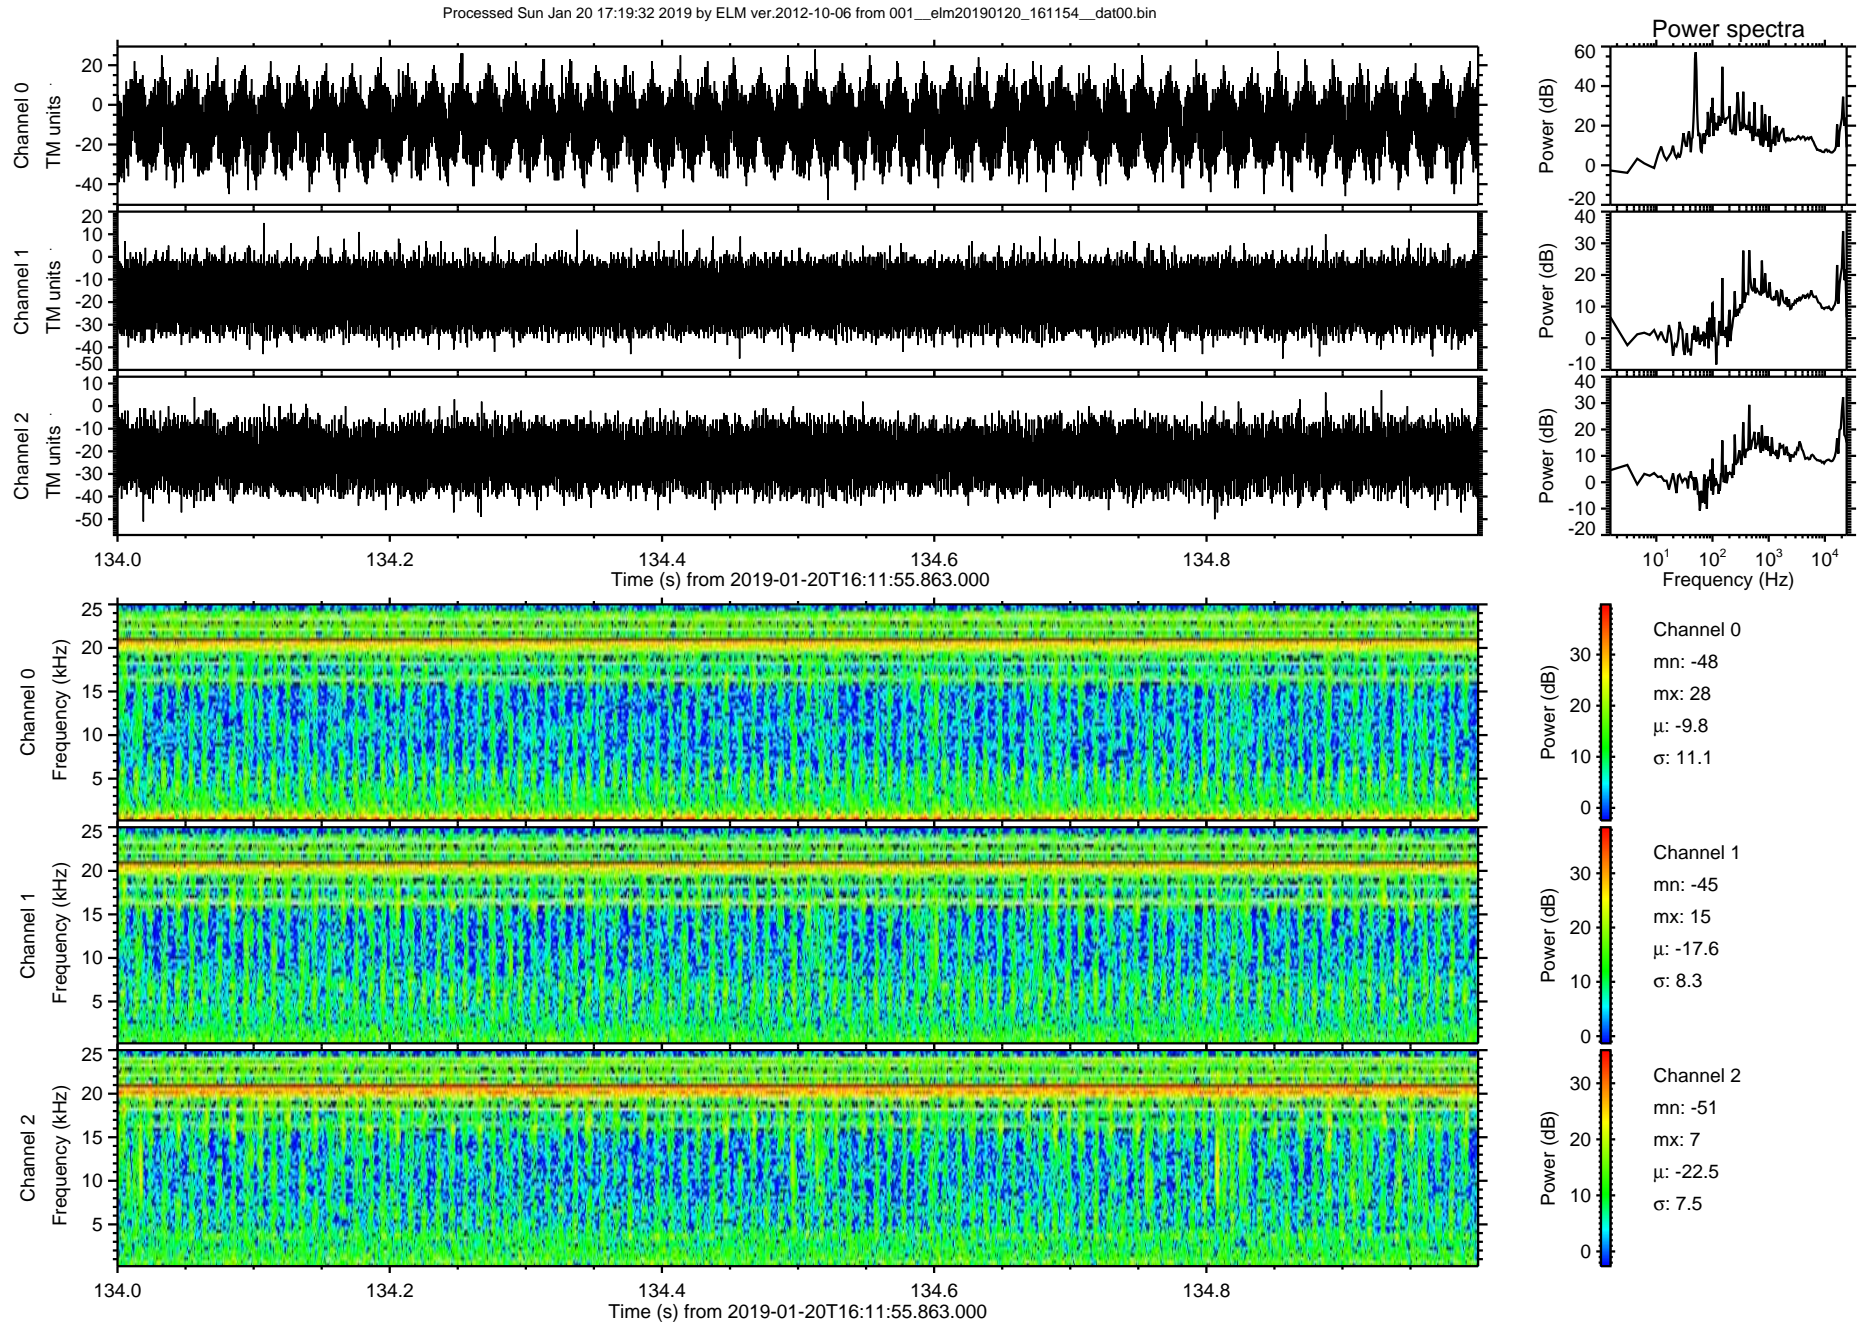 Processed Sun Jan 20 17:19:32 2019 by ELM ver.2012-10-06 from 001__elm20190120_161154__dat00.bin
Power spectra
Channel 0
TM units
20
0
-20
-40
Power (dB)
60
40
20
0
-20
Channel 1
TM units
20
10
0
-10
-20
-30
-40
-50
Power (dB)
40
30
20
10
0
-10
Channel 2
TM units
10
0
-10
-20
-30
-40
-50
Power (dB)
40
30
20
10
0
-10
-20
134.0 134.2 134.4 134.6 134.8
Time (s) from 2019-01-20T16:11:55.863.000
10¹ 10² 10³ 10⁴
Frequency (Hz)
Channel 0
Frequency (kHz)
25
20
15
10
5
Power (dB)
30
20
10
0
Channel 0
mn: -48
mx: 28
μ: -9.8
σ: 11.1
Channel 1
Frequency (kHz)
25
20
15
10
5
Power (dB)
30
20
10
0
Channel 1
mn: -45
mx: 15
μ: -17.6
σ: 8.3
Channel 2
Frequency (kHz)
25
20
15
10
5
Power (dB)
30
20
10
0
Channel 2
mn: -51
mx: 7
μ: -22.5
σ: 7.5
134.0 134.2 134.4 134.6 134.8
Time (s) from 2019-01-20T16:11:55.863.000